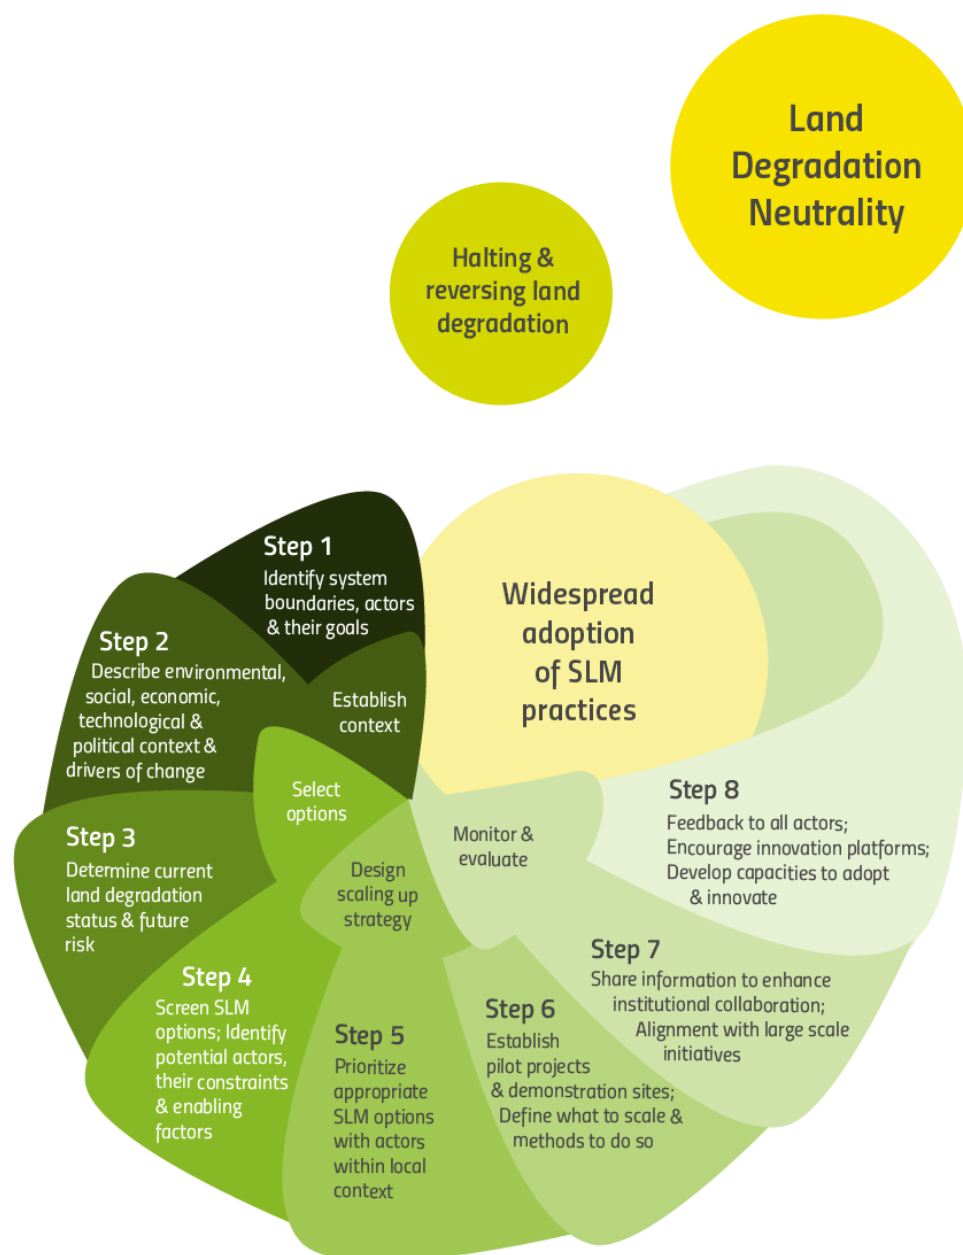 Land
Degradation
Neutrality
Halting &
reversing land
degradation
Widespread
adoption
of SLM
practices
Step 1
Identify system
boundaries, actors
& their goals
Step 2
Describe environmental,
social, economic,
technological &
political context &
drivers of change
Establish
context
Step 3
Determine current
land degradation
status & future
risk
Select
options
Step 4
Screen SLM
options; Identify
potential actors,
their constraints
& enabling
factors
Design
scaling up
strategy
Step 5
Prioritize
appropriate
SLM options
with actors
within local
context
Step 6
Establish
pilot projects
& demonstration sites;
Define what to scale &
methods to do so
Monitor &
evaluate
Step 7
Share information to enhance
institutional collaboration;
Alignment with large scale
initiatives
Step 8
Feedback to all actors;
Encourage innovation platforms;
Develop capacities to adopt
& innovate